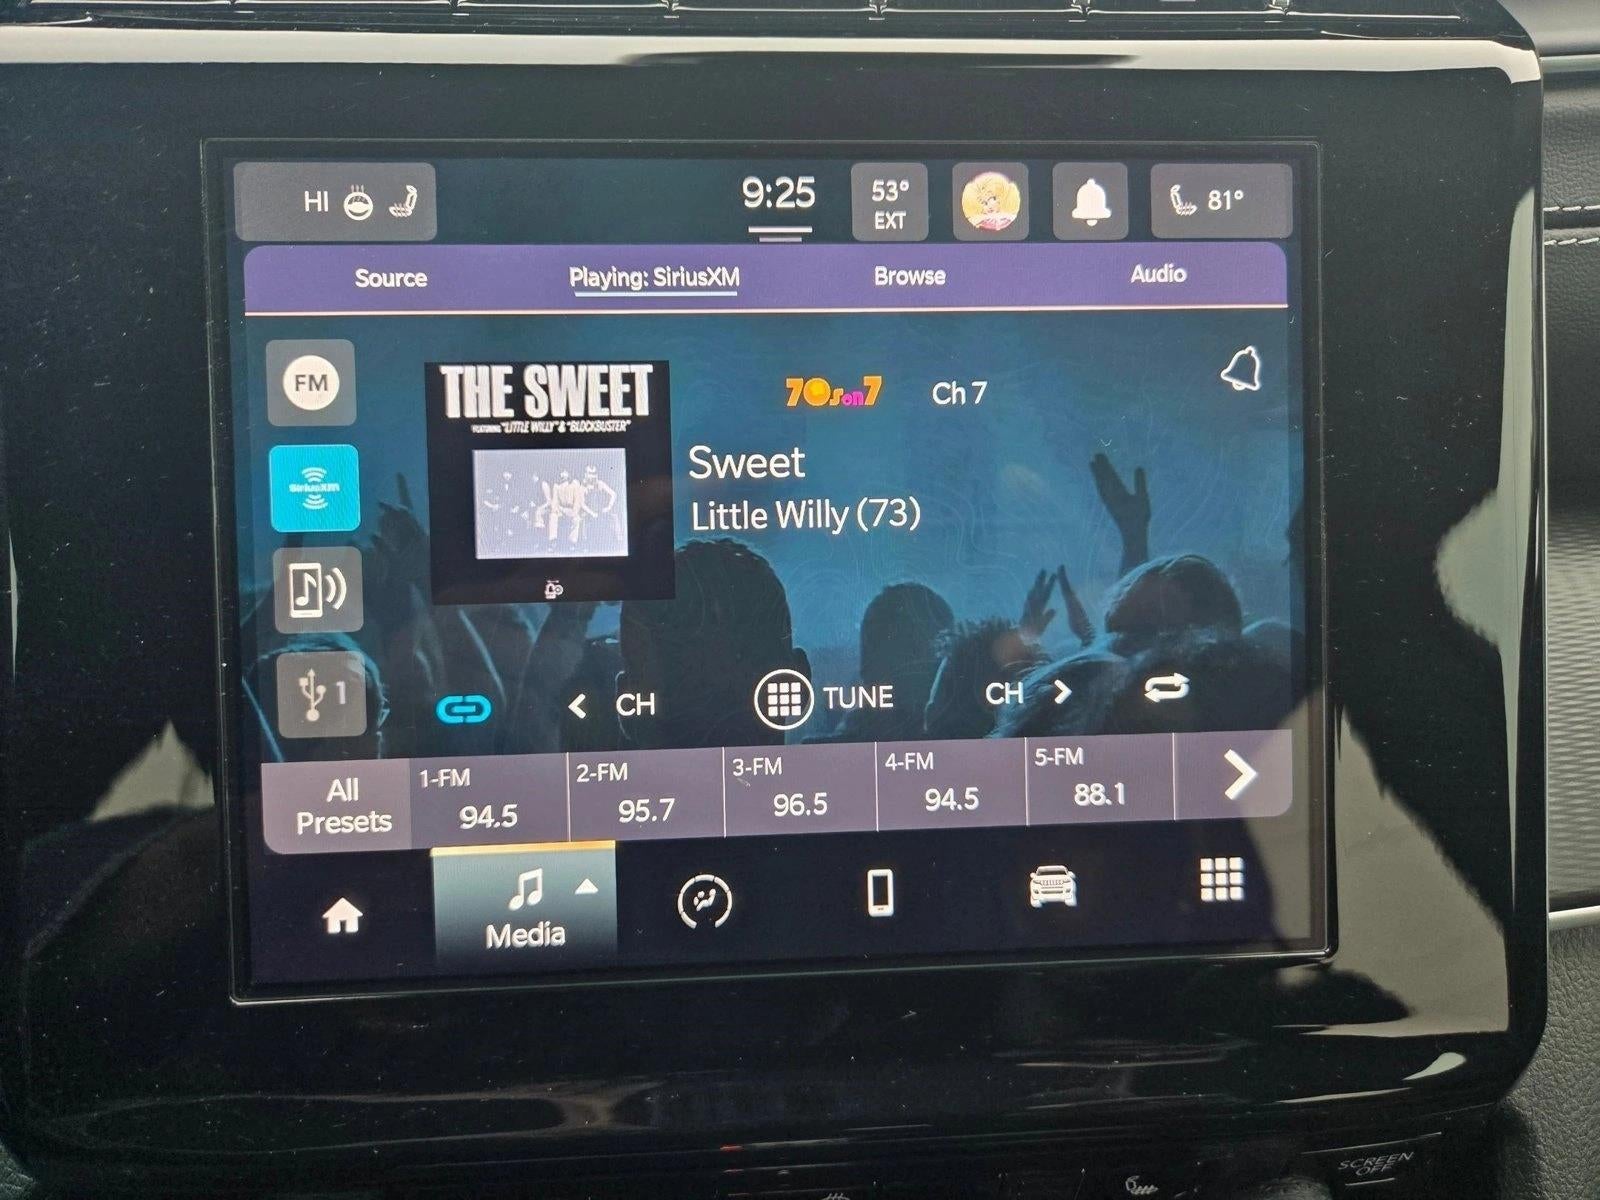 HI
9:25
53°
EXT
81°
Source
Playing: SiriusXM
Browse
Audio
FM
SiriusXM
1
THE SWEET
FEATURING "LITTLE WILLY" & "BLOCKBUSTER"
70s on 7
Ch 7
Sweet
Little Willy (73)
CH
TUNE
CH
All
Presets
1-FM
94.5
2-FM
95.7
3-FM
96.5
4-FM
94.5
5-FM
88.1
Media
SCREEN
OFF